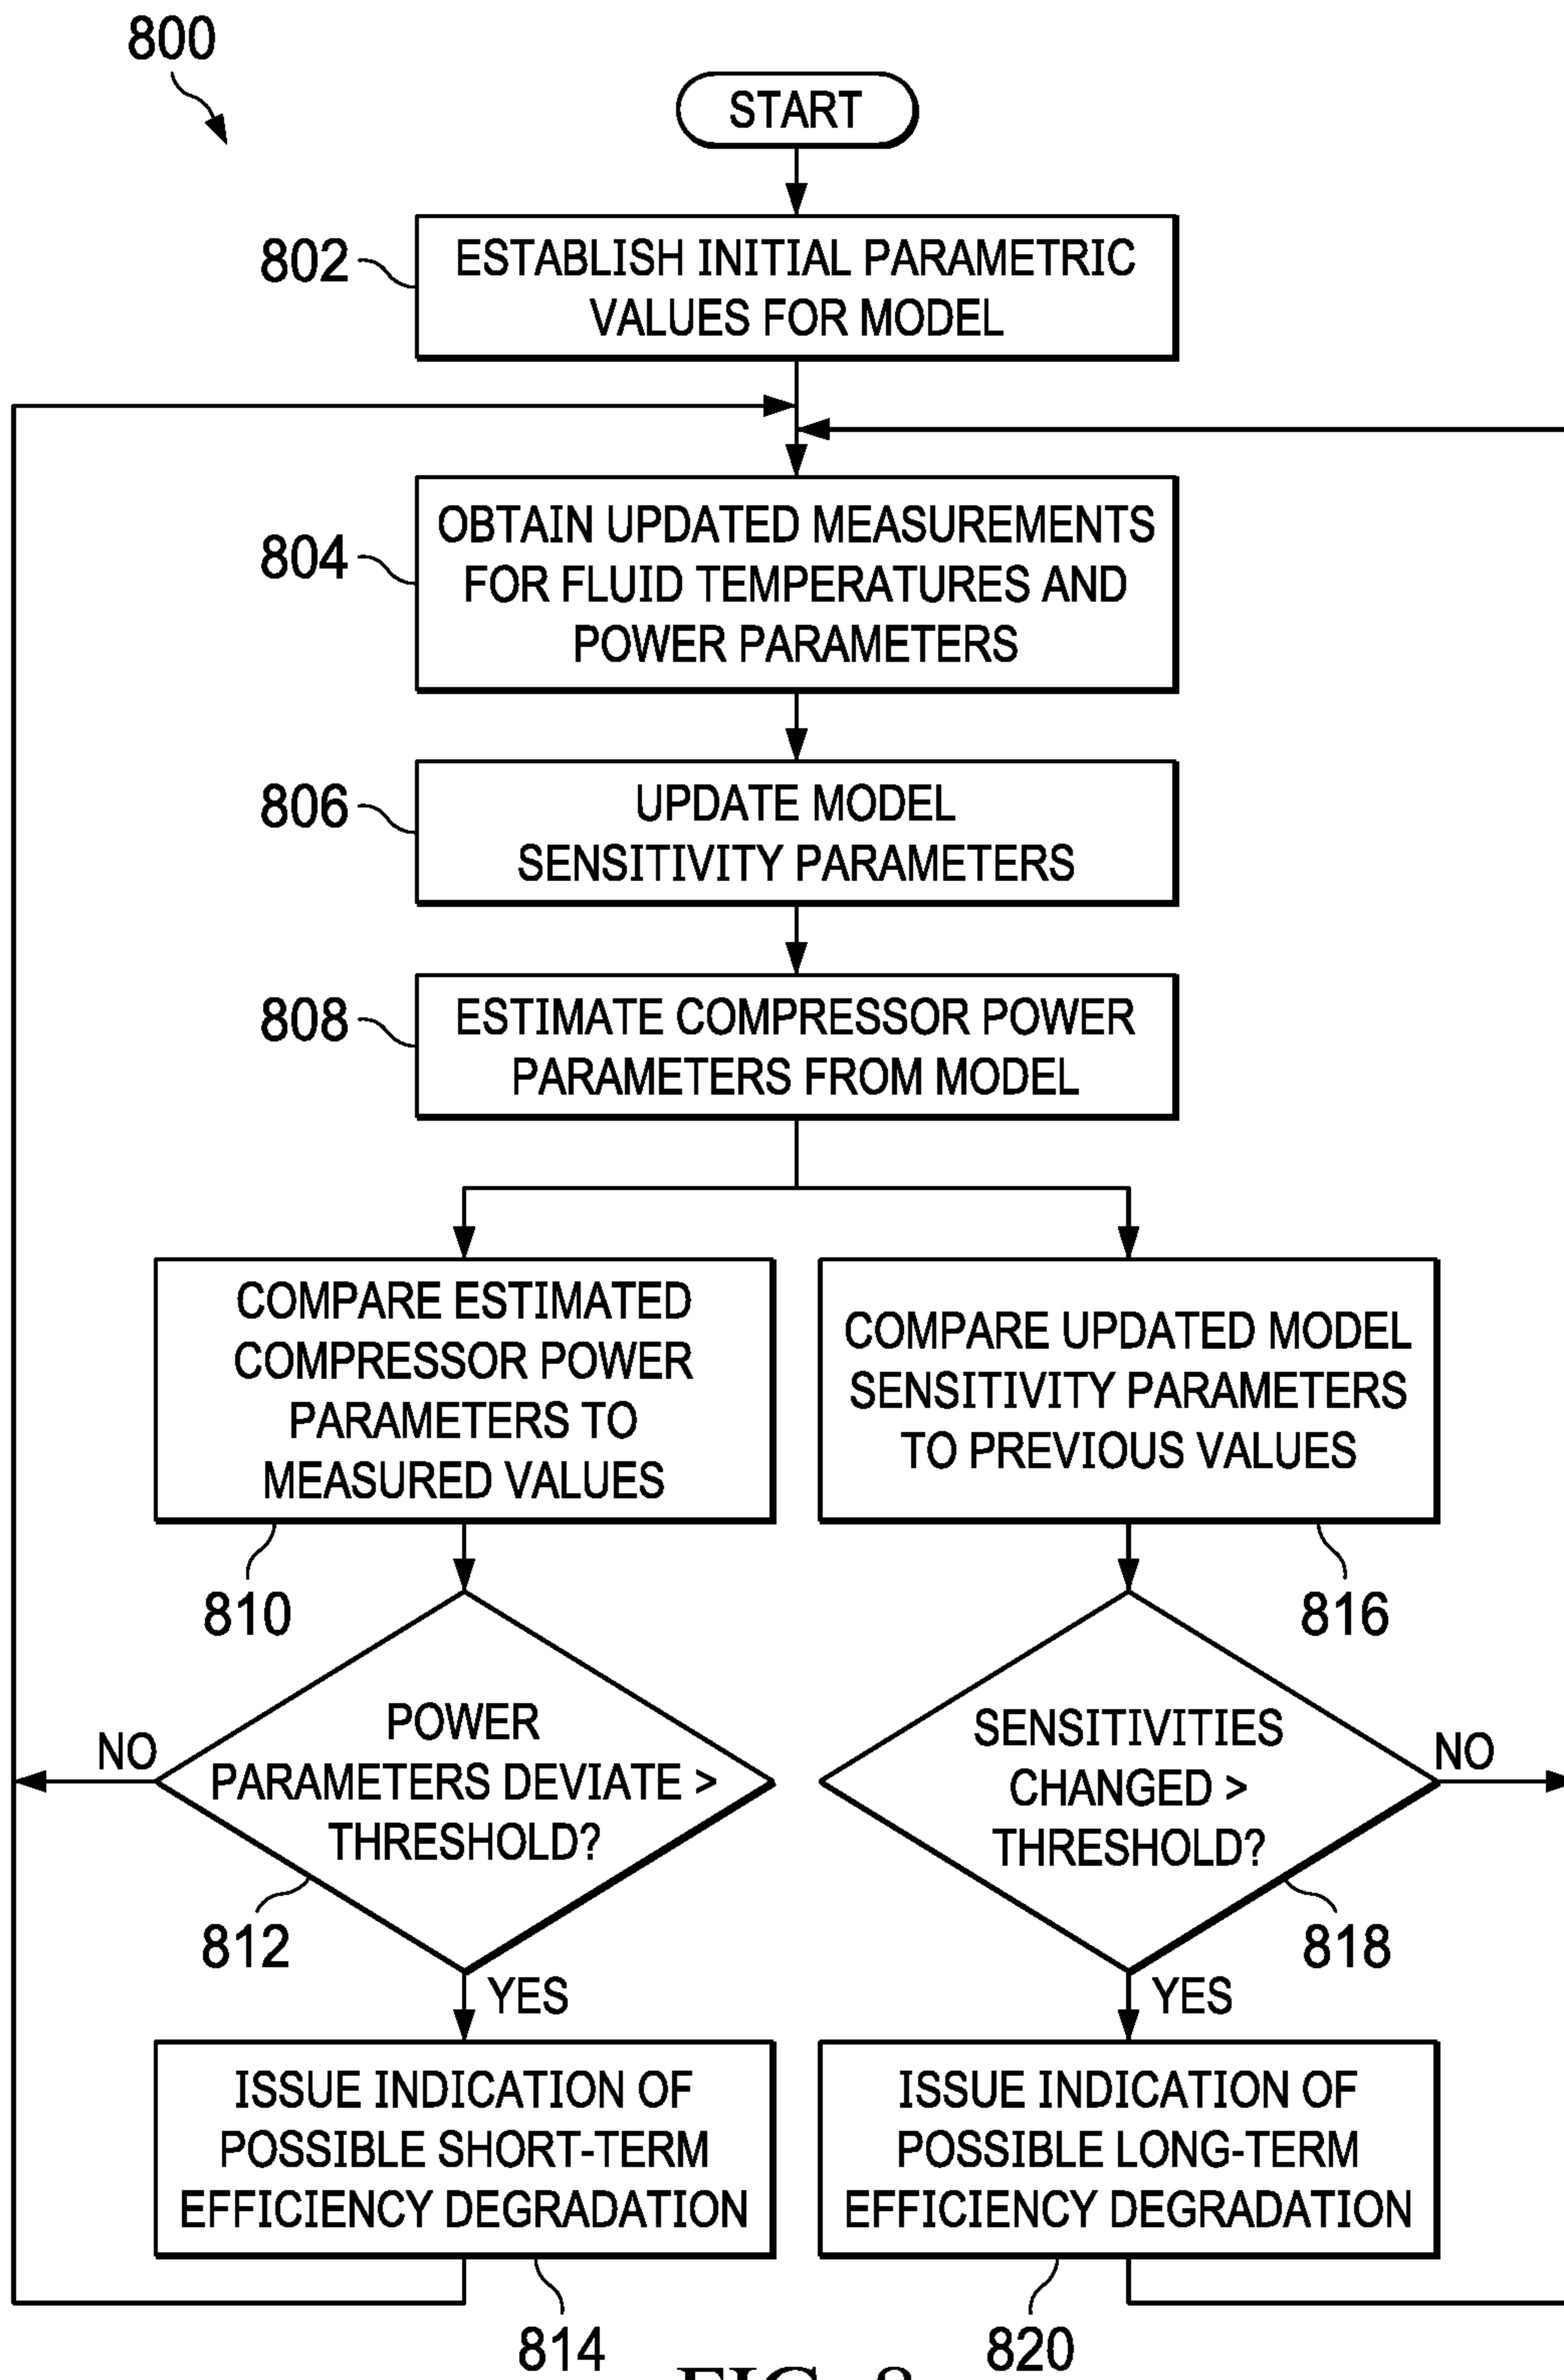 800
START
802
ESTABLISH INITIAL PARAMETRIC
VALUES FOR MODEL
804
OBTAIN UPDATED MEASUREMENTS
FOR FLUID TEMPERATURES AND
POWER PARAMETERS
806
UPDATE MODEL
SENSITIVITY PARAMETERS
808
ESTIMATE COMPRESSOR POWER
PARAMETERS FROM MODEL
COMPARE ESTIMATED
COMPRESSOR POWER
PARAMETERS TO
MEASURED VALUES
810
COMPARE UPDATED MODEL
SENSITIVITY PARAMETERS
TO PREVIOUS VALUES
816
NO
POWER
PARAMETERS DEVIATE >
THRESHOLD?
812
YES
SENSITIVITIES
CHANGED >
THRESHOLD?
NO
818
YES
ISSUE INDICATION OF
POSSIBLE SHORT-TERM
EFFICIENCY DEGRADATION
814
ISSUE INDICATION OF
POSSIBLE LONG-TERM
EFFICIENCY DEGRADATION
820
FIG. 8